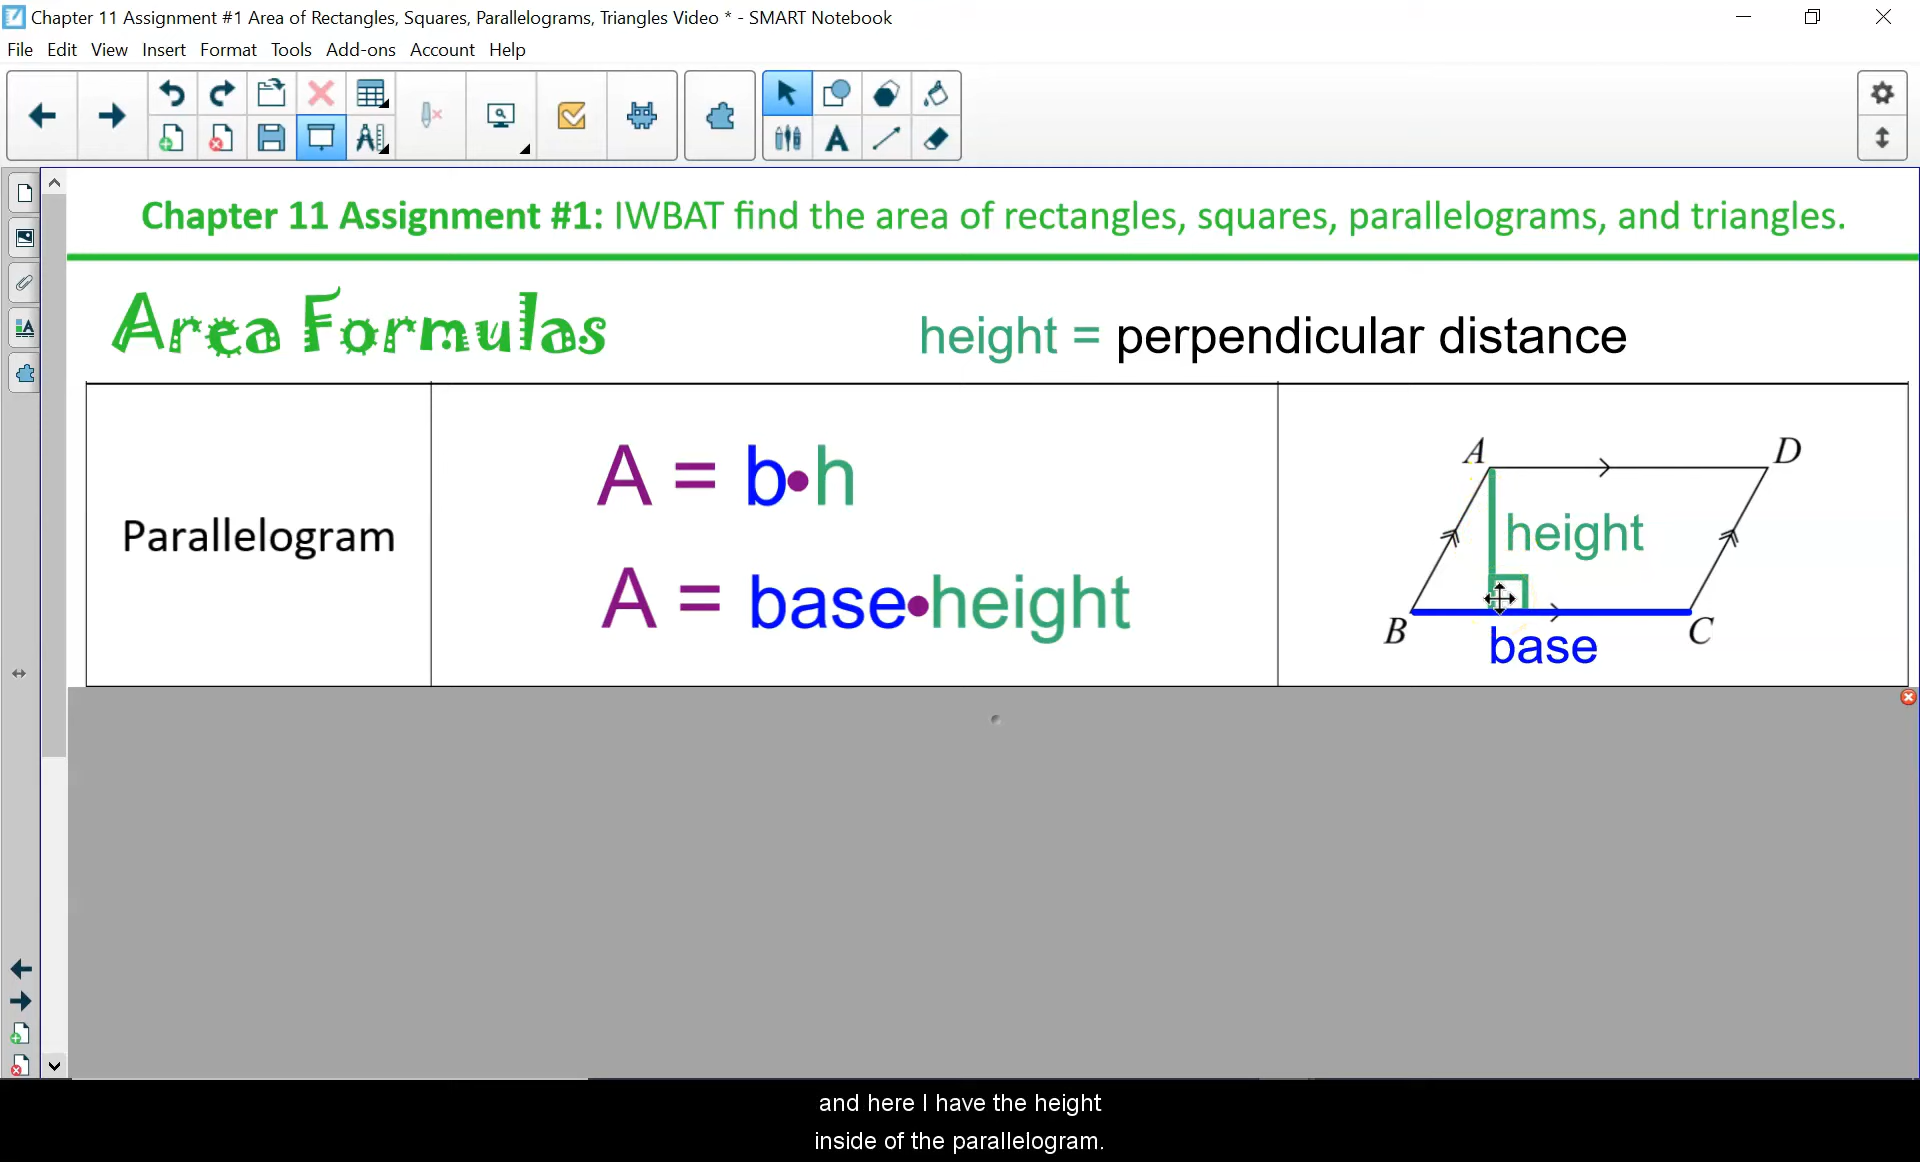 Chapter 11 Assignment #1 Area of Rectangles, Squares, Parallelograms, Triangles Video * - SMART Notebook
File Edit View Insert Format Tools Add-ons Account Help
Chapter 11 Assignment #1: IWBAT find the area of rectangles, squares, parallelograms, and triangles.
Area Formulas
height = perpendicular distance
Parallelogram
A = b•h
A = base•height
A
D
height
B
C
base
and here I have the height
inside of the parallelogram.